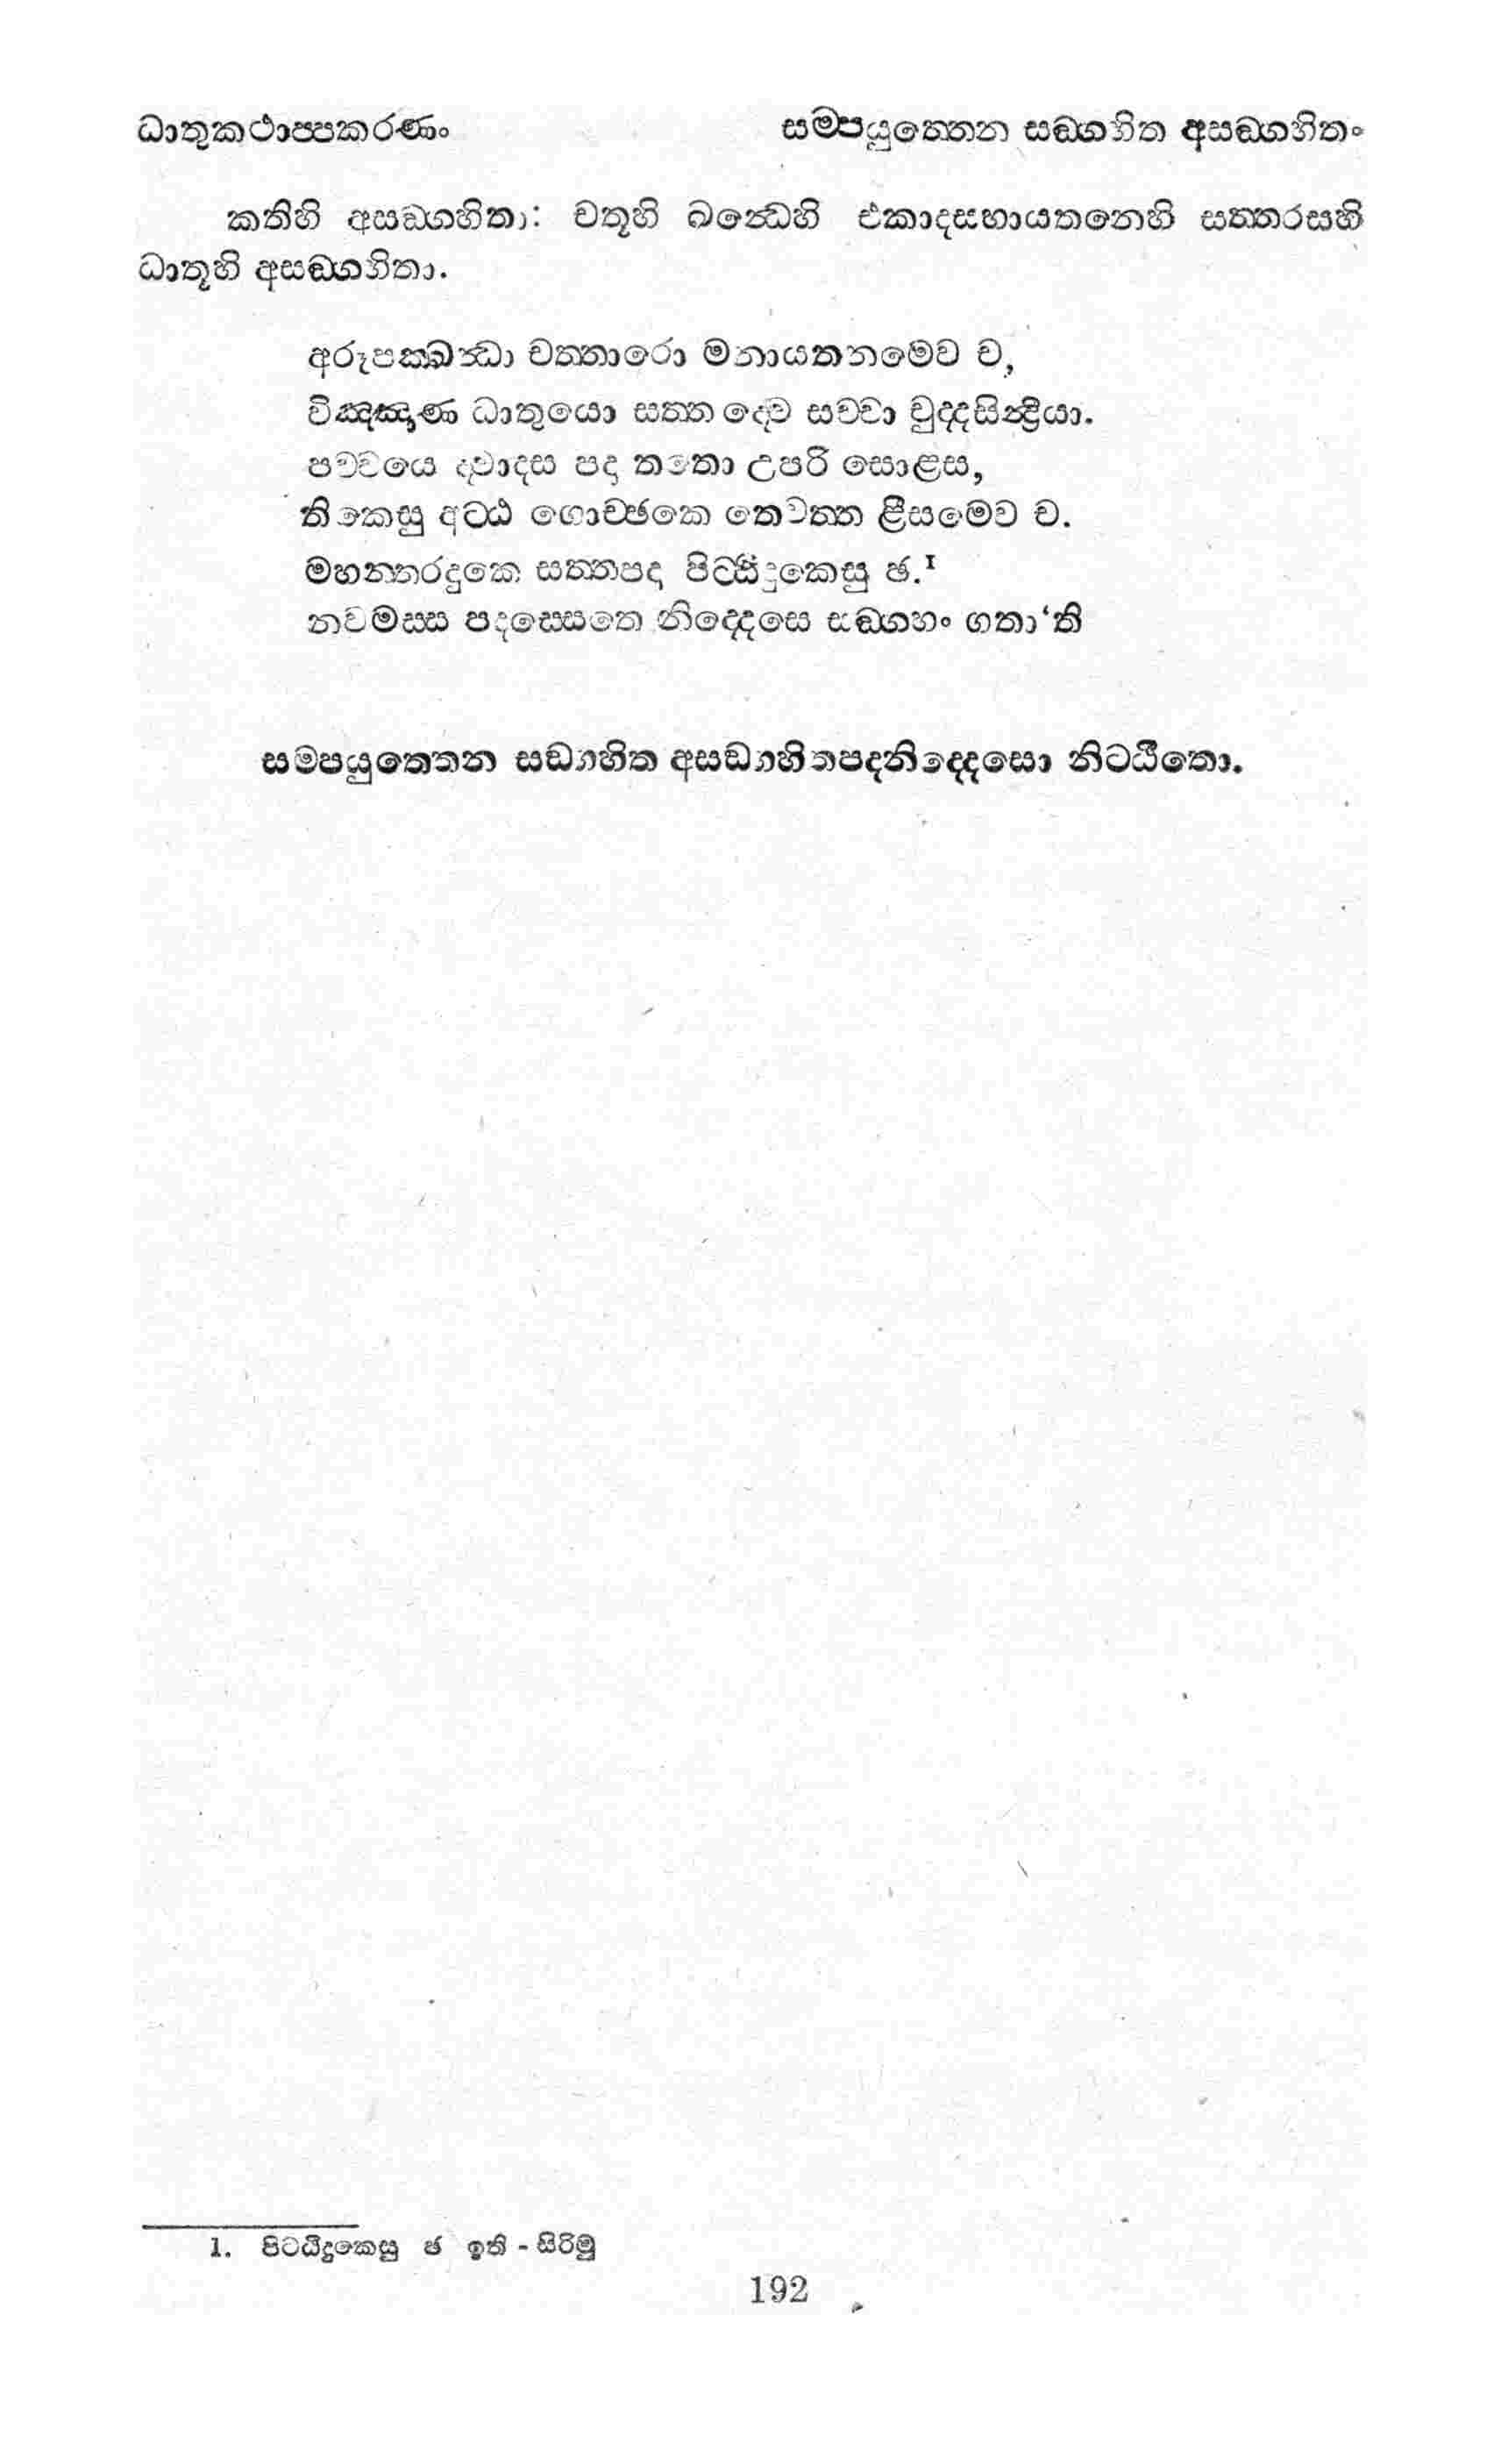 ධාතුකථාප්පකරණං සම්පයුත්තෙන සඞ්ගහිත අසඞ්ගහිතං
කතිහි අසඞ්ගහිතා: චතූහි ඛන්ධෙහි එකාදසහායතනෙහි සත්තරසහි
ධාතූහි අසඞ්ගහිතා.
අරූපක්ඛන්ධා චත්තාරො මනායතනමෙව ච,
විඤ්ඤාණ ධාතුයො සත්ත ද්වෙ සච්චා චුද්දසින්ද්‍රියා.
පච්චයෙ ද්වාදස පදා තතො උපරි සොළස,
තිකෙසු අට්ඨ ගොච්ඡකෙ තෙචත්තාළීසමෙව ච.
මහන්තරදුකෙ සත්තපදා පිට්ඨිදුකෙසු ඡ.1
නවමස්ස පදස්සෙතෙ නිද්දෙසෙ සඞ්ගහං ගතා‘ති
සම්පයුත්තෙන සඞ්ගහිත අසඞ්ගහිතපදනිද්දෙසො නිට්ඨිතො.
1. පිට්ඨිදුකෙසු ඡ ඉති - සිරිමු
192